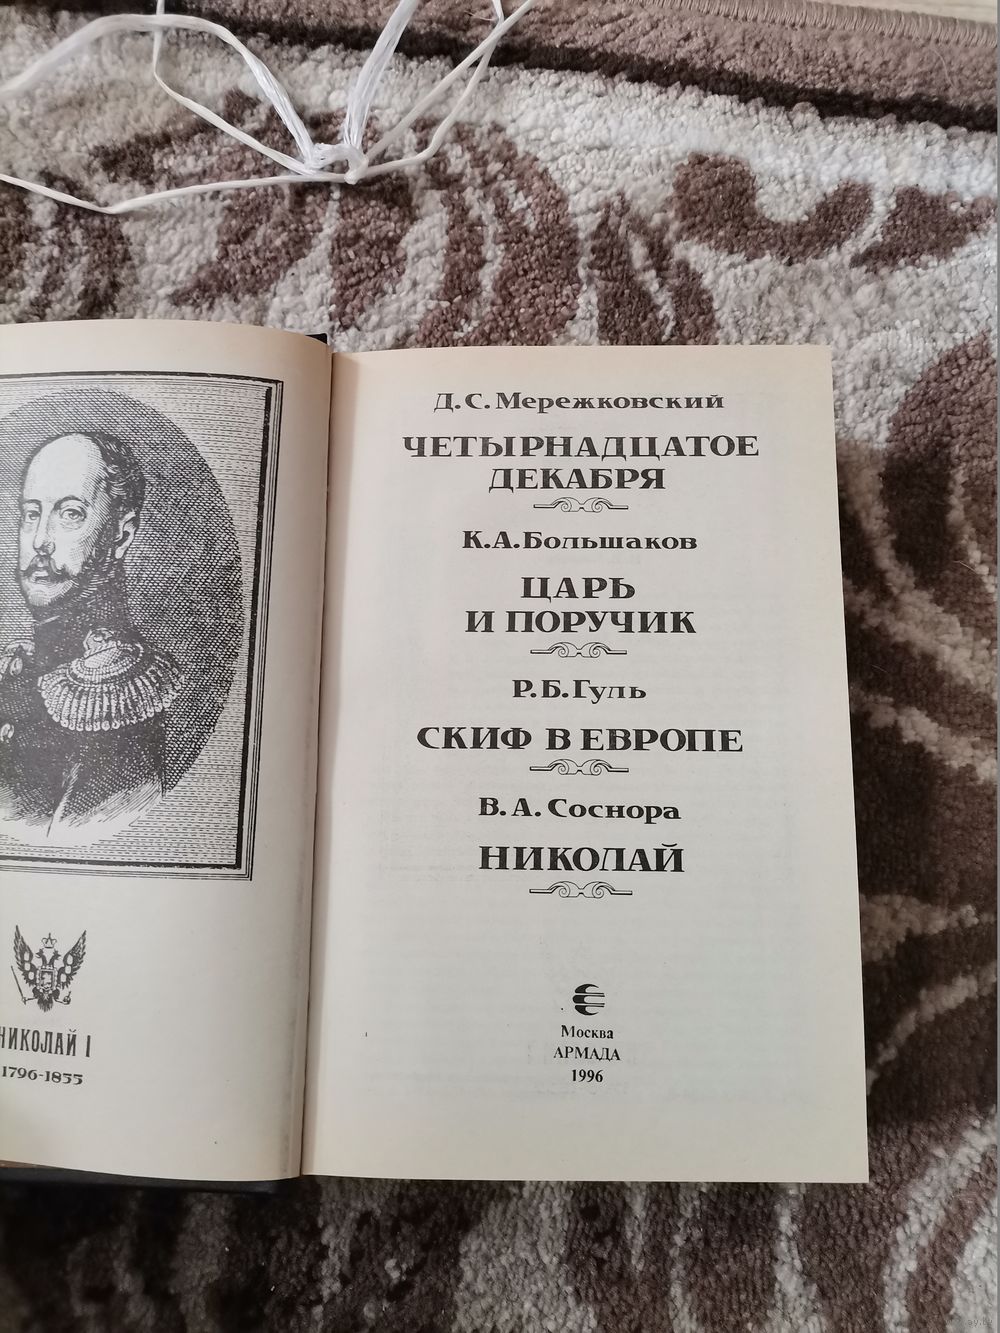 НИКОЛАЙ I
1796-1855
Д.С.Мережковский
ЧЕТЫРНАДЦАТОЕ
ДЕКАБРЯ
К.А.Большаков
ЦАРЬ
И ПОРУЧИК
Р.Б.Гуль
СКИФ В ЕВРОПЕ
В.А.Соснора
НИКОЛАЙ
Москва
АРМАДА
1996